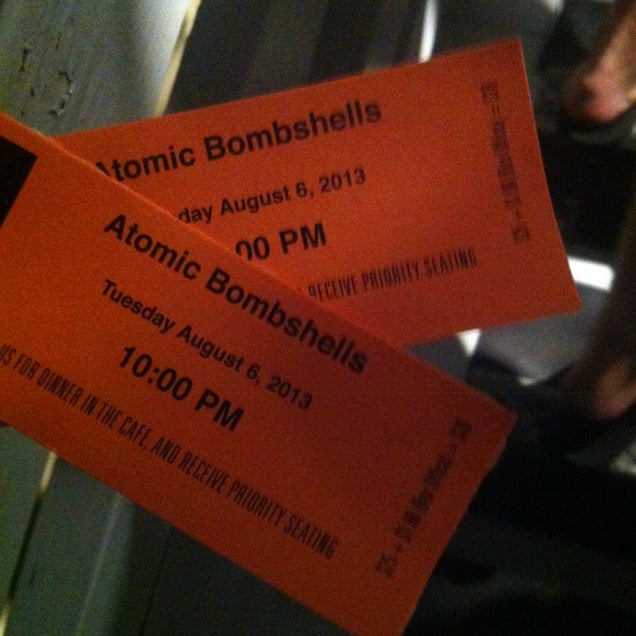 Atomic Bombshells
day August 6, 2013
00 PM
RECEIVE PRIORITY SEATING
Atomic Bombshells
Tuesday August 6, 2013
10:00 PM
US FOR DINNER IN THE CAFE, AND RECEIVE PRIORITY SEATING
$25 +